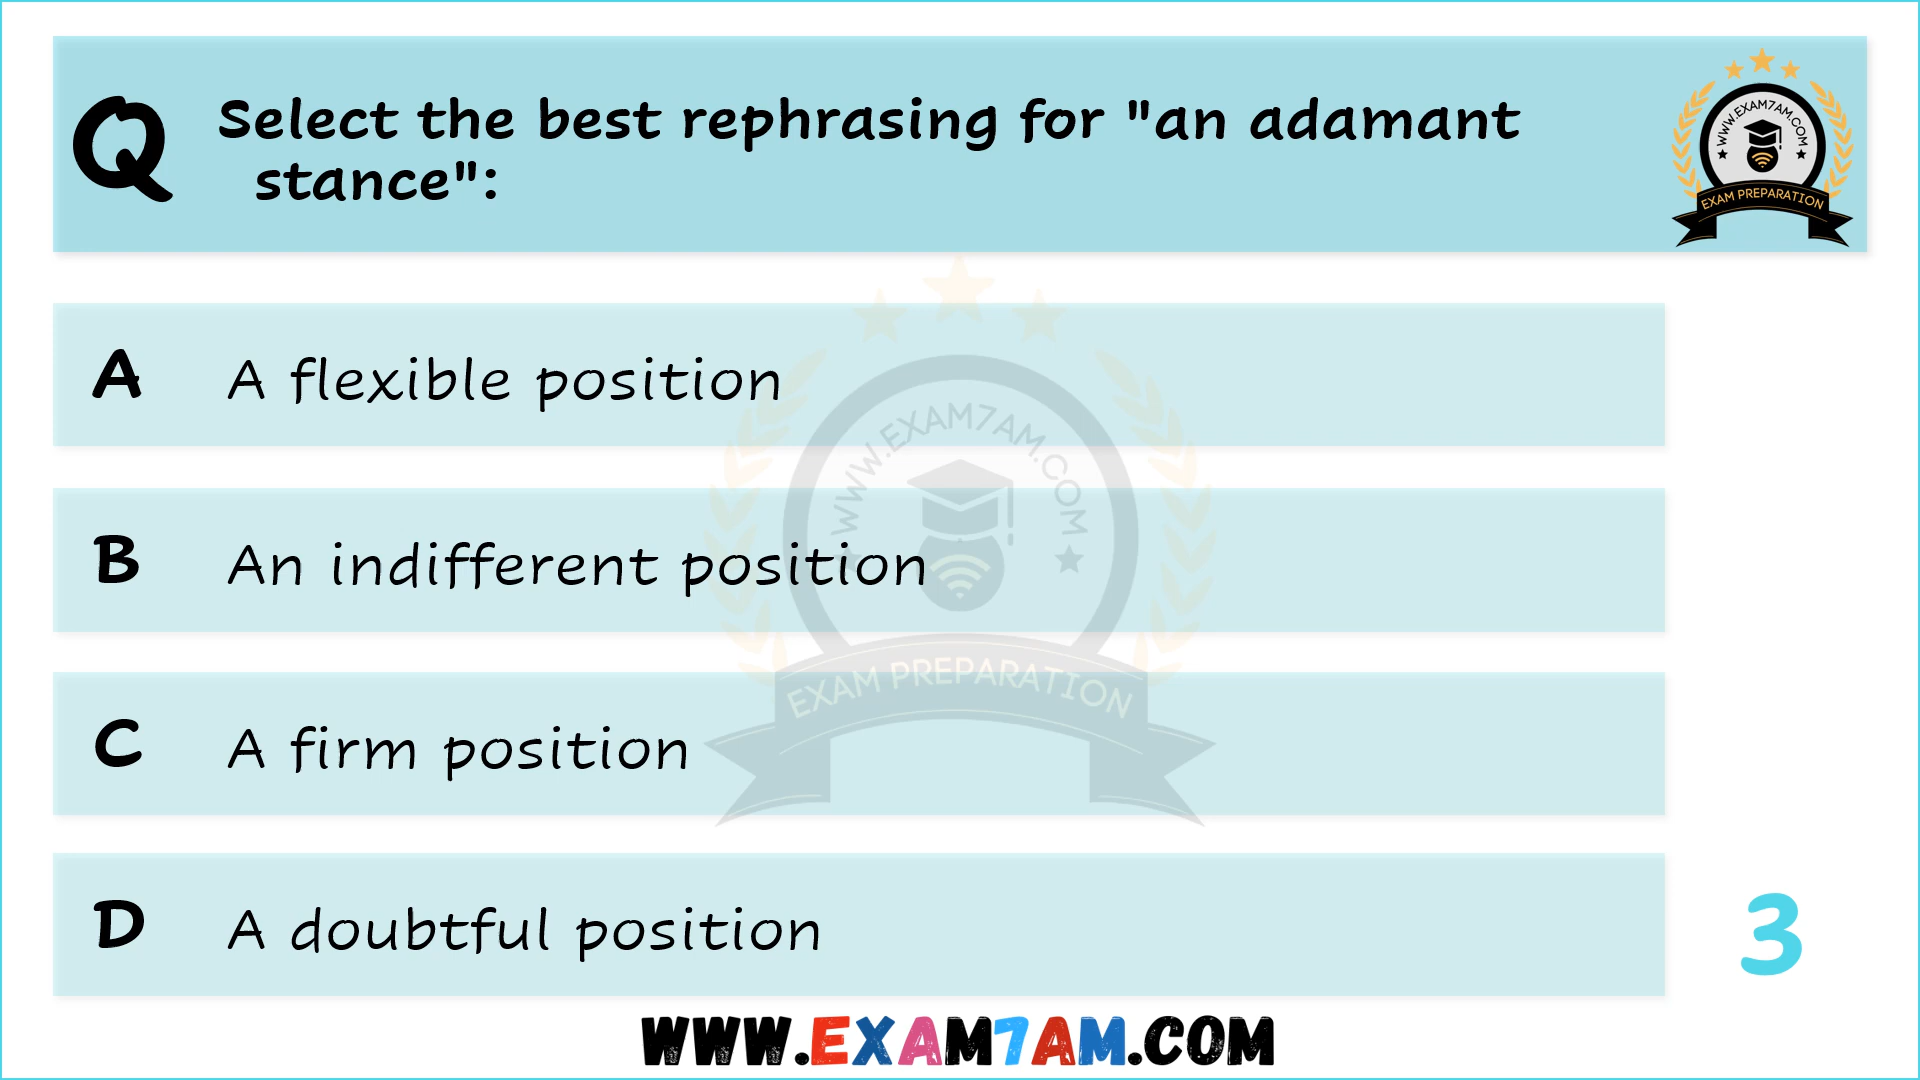 Q
Select the best rephrasing for "an adamant
stance":
WWW.EXAM7AM.COM
EXAM PREPARATION
A
A flexible position
B
An indifferent position
C
A firm position
D
A doubtful position
WWW.EXAM7AM.COM
EXAM PREPARATION
3
WWW.EXAM7AM.COM